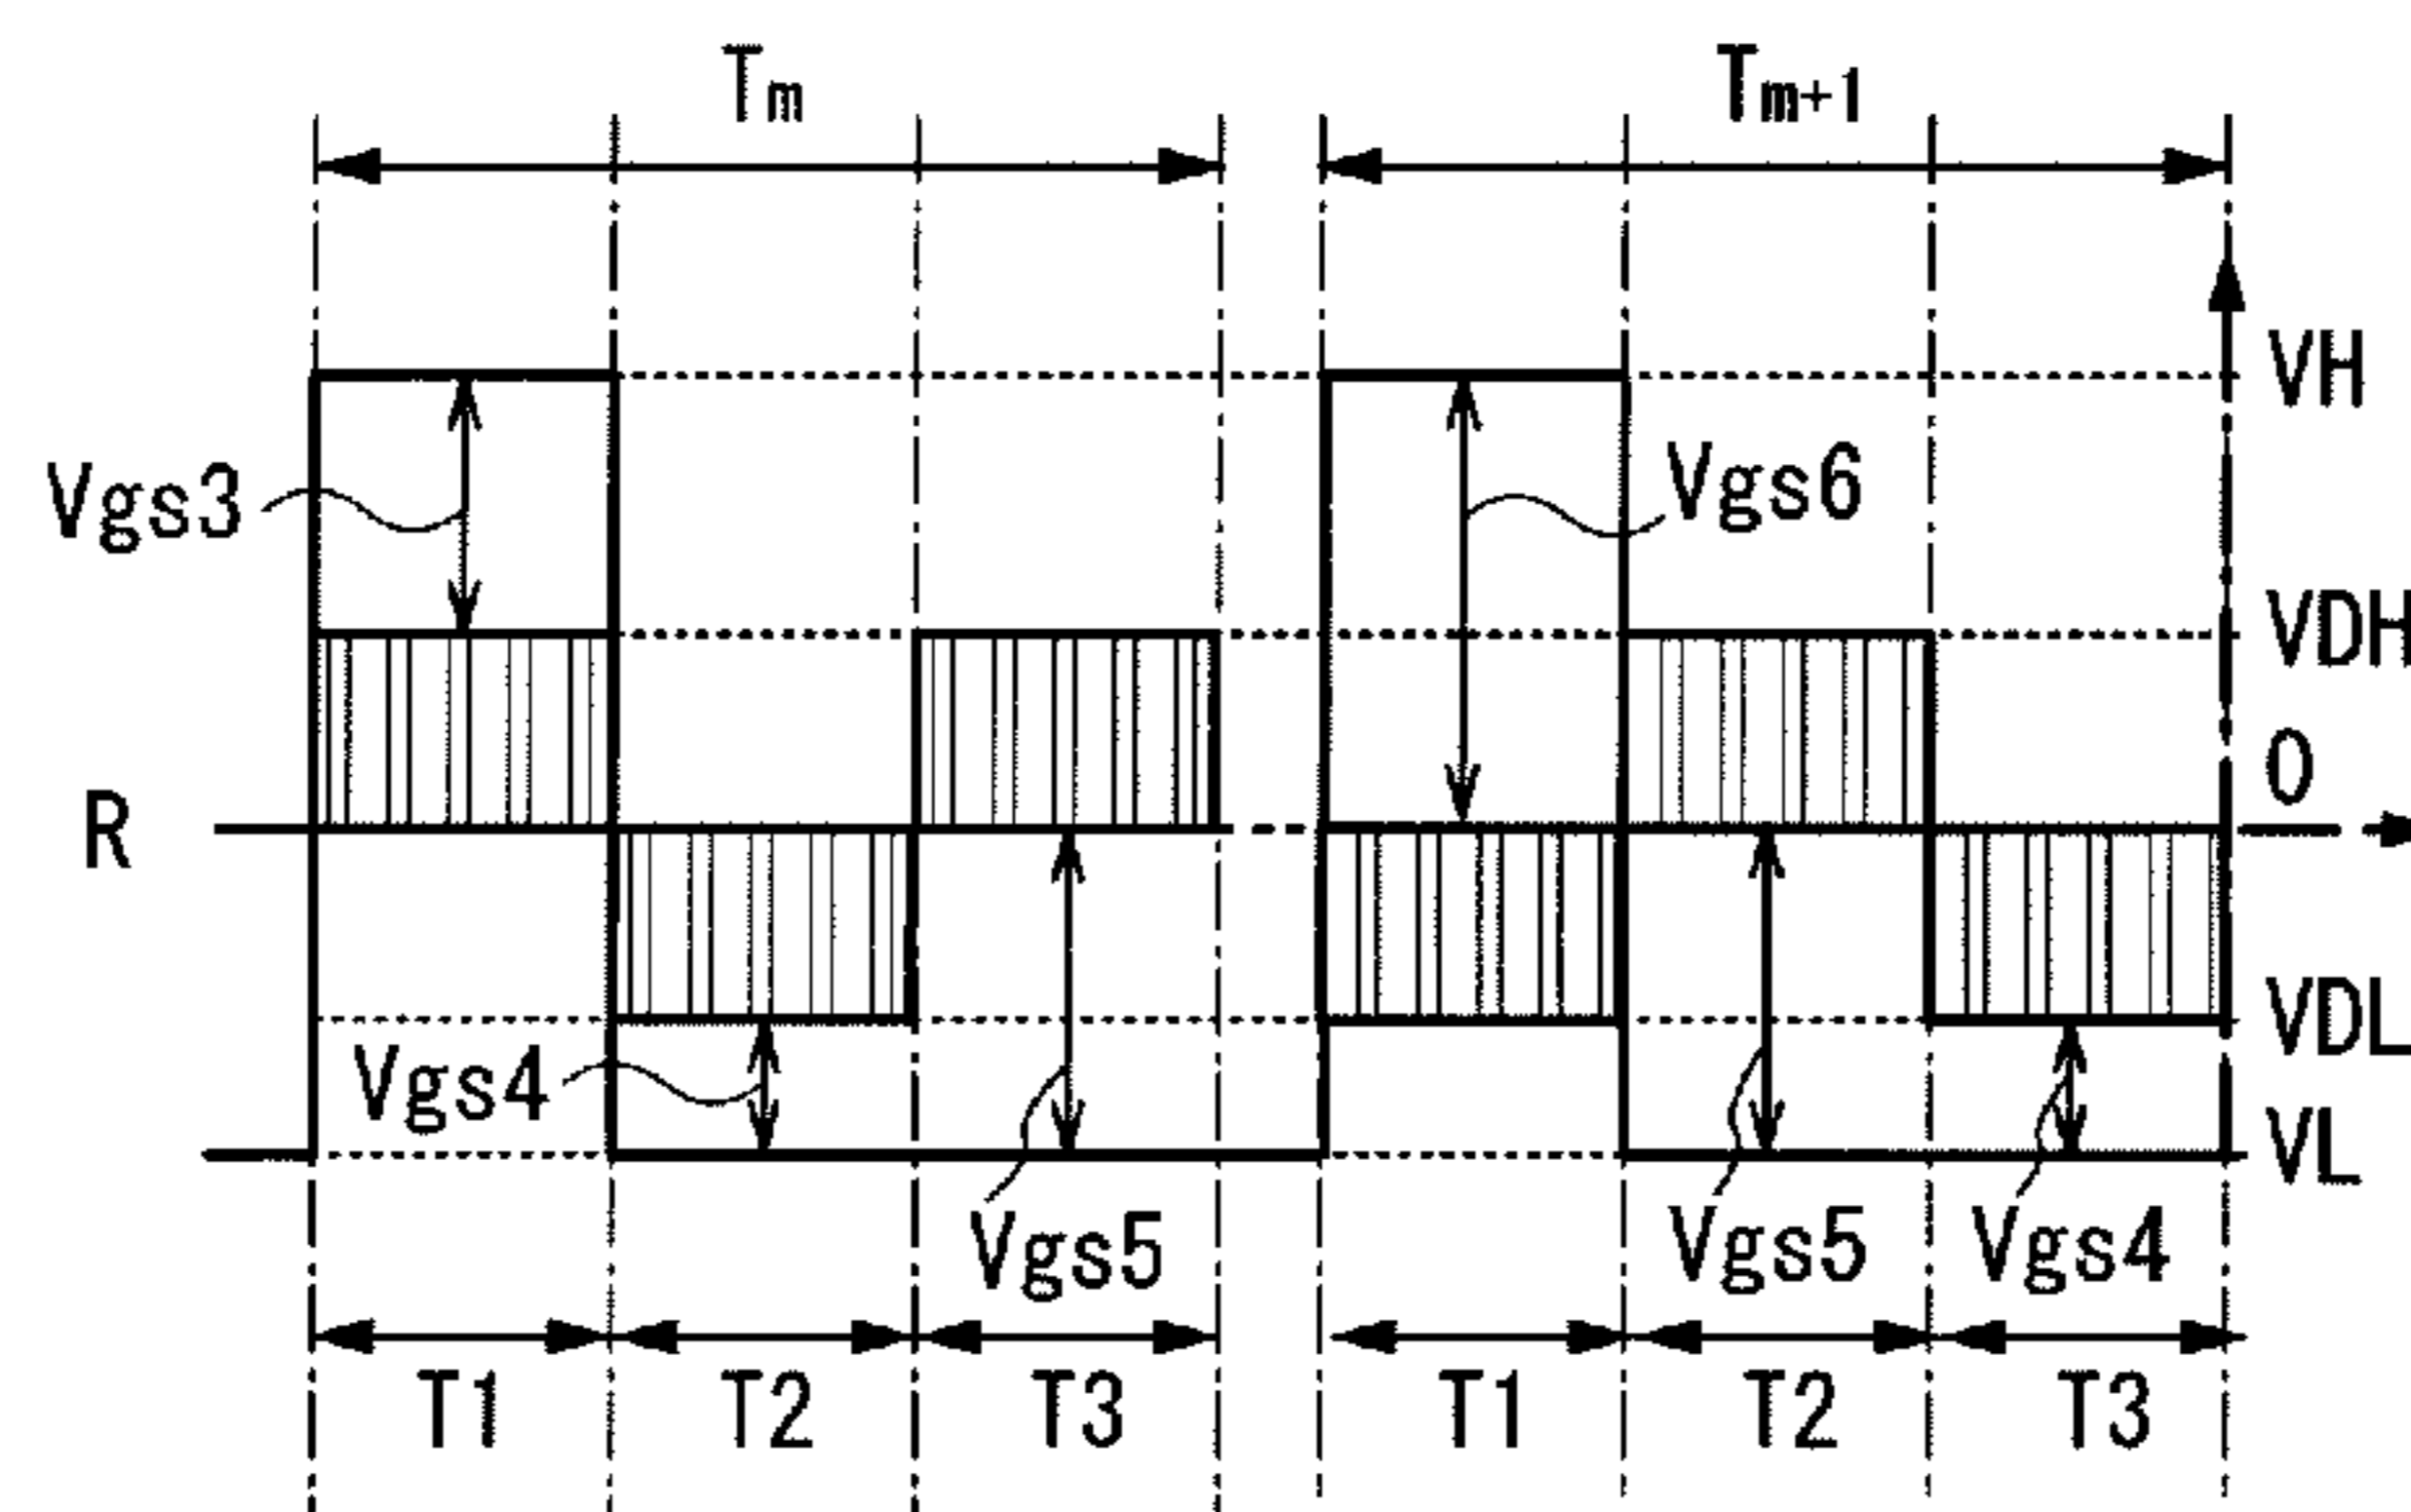 Tm Tm+1
VH
Vgs3 Vgs6
VDH
0
R
VDL
Vgs4
VL
Vgs5 Vgs5 Vgs4
T1 T2 T3 T1 T2 T3